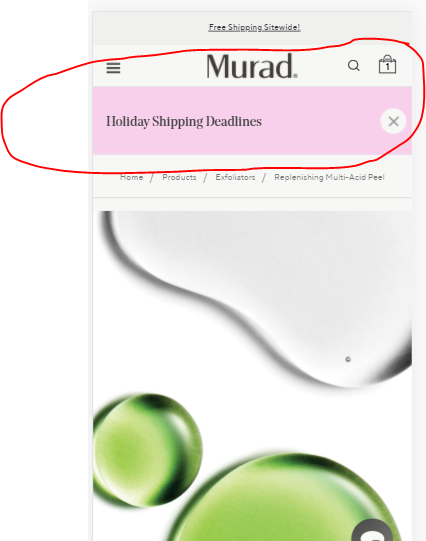 Free Shipping Sitewide!
Murad.
1
Holiday Shipping Deadlines
Home / Products / Exfoliators / Replenishing Multi-Acid Peel